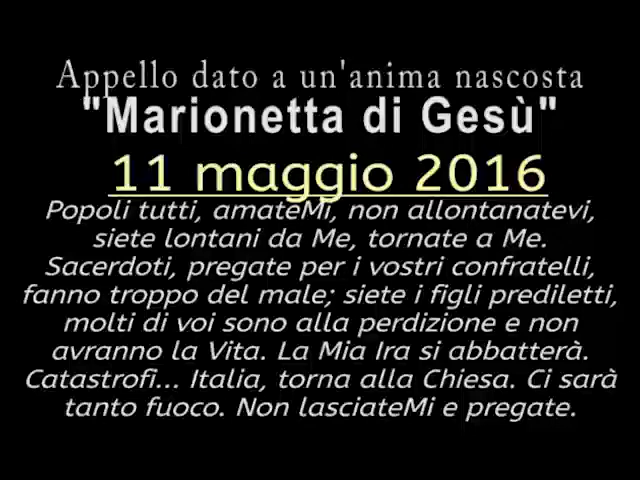 Appello dato a un'anima nascosta
"Marionetta di Gesù"
11 maggio 2016
Popoli tutti, amateMi, non allontanatevi,
siete lontani da Me, tornate a Me.
Sacerdoti, pregate per i vostri confratelli,
fanno troppo del male; siete i figli prediletti,
molti di voi sono alla perdizione e non
avranno la Vita. La Mia Ira si abbatterà.
Catastrofi... Italia, torna alla Chiesa. Ci sarà
tanto fuoco. Non lasciateMi e pregate.